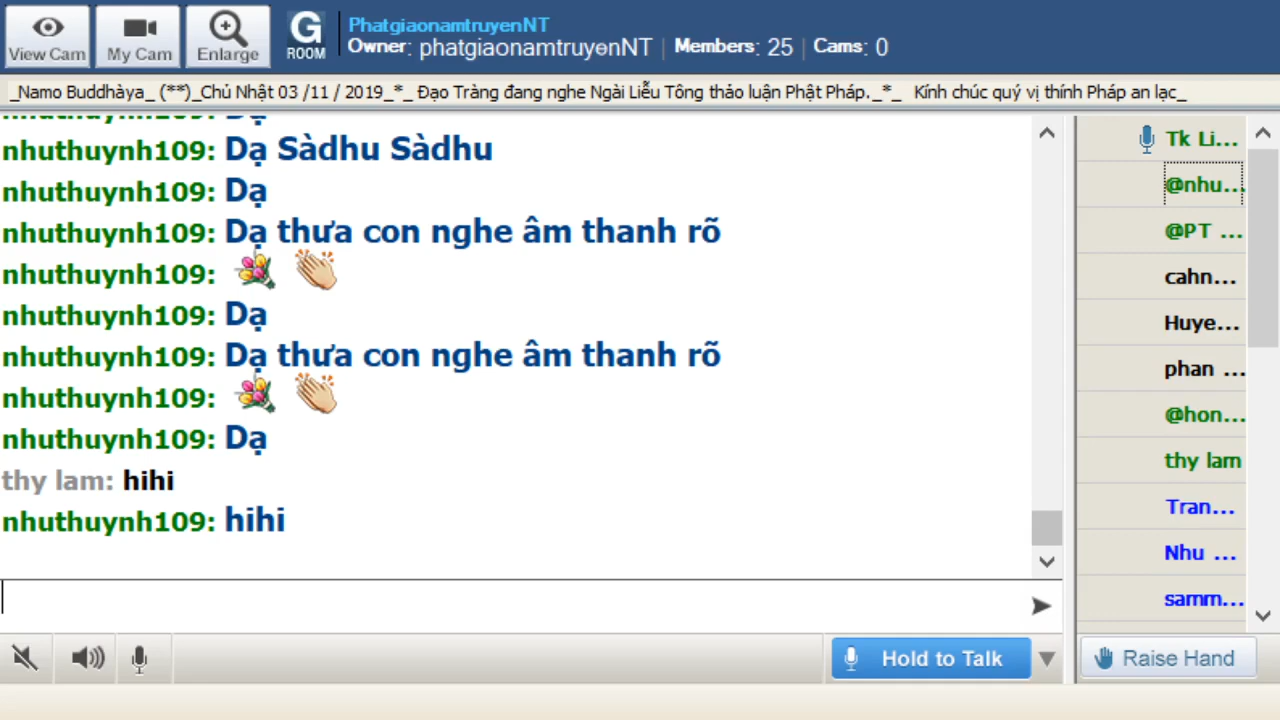 View Cam
My Cam
Enlarge
G
ROOM
PhatgiaonamtruyenNT
Owner: phatgiaonamtruyenNT | Members: 25 | Cams: 0
_Namo Buddhàya_ (**)_Chủ Nhật 03 /11 / 2019_*_ Đạo Tràng đang nghe Ngài Liễu Tông thảo luận Phật Pháp._*_ Kính chúc quý vị thính Pháp an lạc_
nhuthuynh109: Dạ Sàdhu Sàdhu
nhuthuynh109: Dạ
nhuthuynh109: Dạ thưa con nghe âm thanh rõ
nhuthuynh109:
nhuthuynh109: Dạ
nhuthuynh109: Dạ thưa con nghe âm thanh rõ
nhuthuynh109:
nhuthuynh109: Dạ
thy lam: hihi
nhuthuynh109: hihi
Tk Li...
@nhu...
@PT ...
cahn...
Huye...
phan ...
@hon...
thy lam
Tran...
Nhu ...
samm...
Hold to Talk
Raise Hand